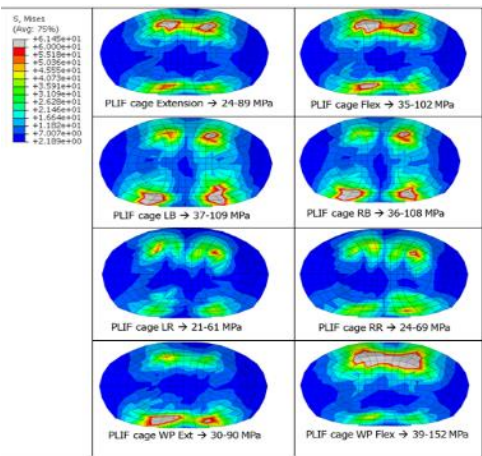 S, Mises
(Avg: 75%)
+6.145e+01
+6.000e+01
+5.518e+01
+5.036e+01
+4.555e+01
+4.073e+01
+3.591e+01
+3.109e+01
+2.628e+01
+2.146e+01
+1.664e+01
+1.182e+01
+7.007e+00
+2.189e+00
PLIF cage Extension → 24-89 MPa
PLIF cage Flex → 35-102 MPa
PLIF cage LB → 37-109 MPa
PLIF cage RB → 36-108 MPa
PLIF cage LR → 21-61 MPa
PLIF cage RR → 24-69 MPa
PLIF cage WP Ext → 30-90 MPa
PLIF cage WP Flex → 39-152 MPa